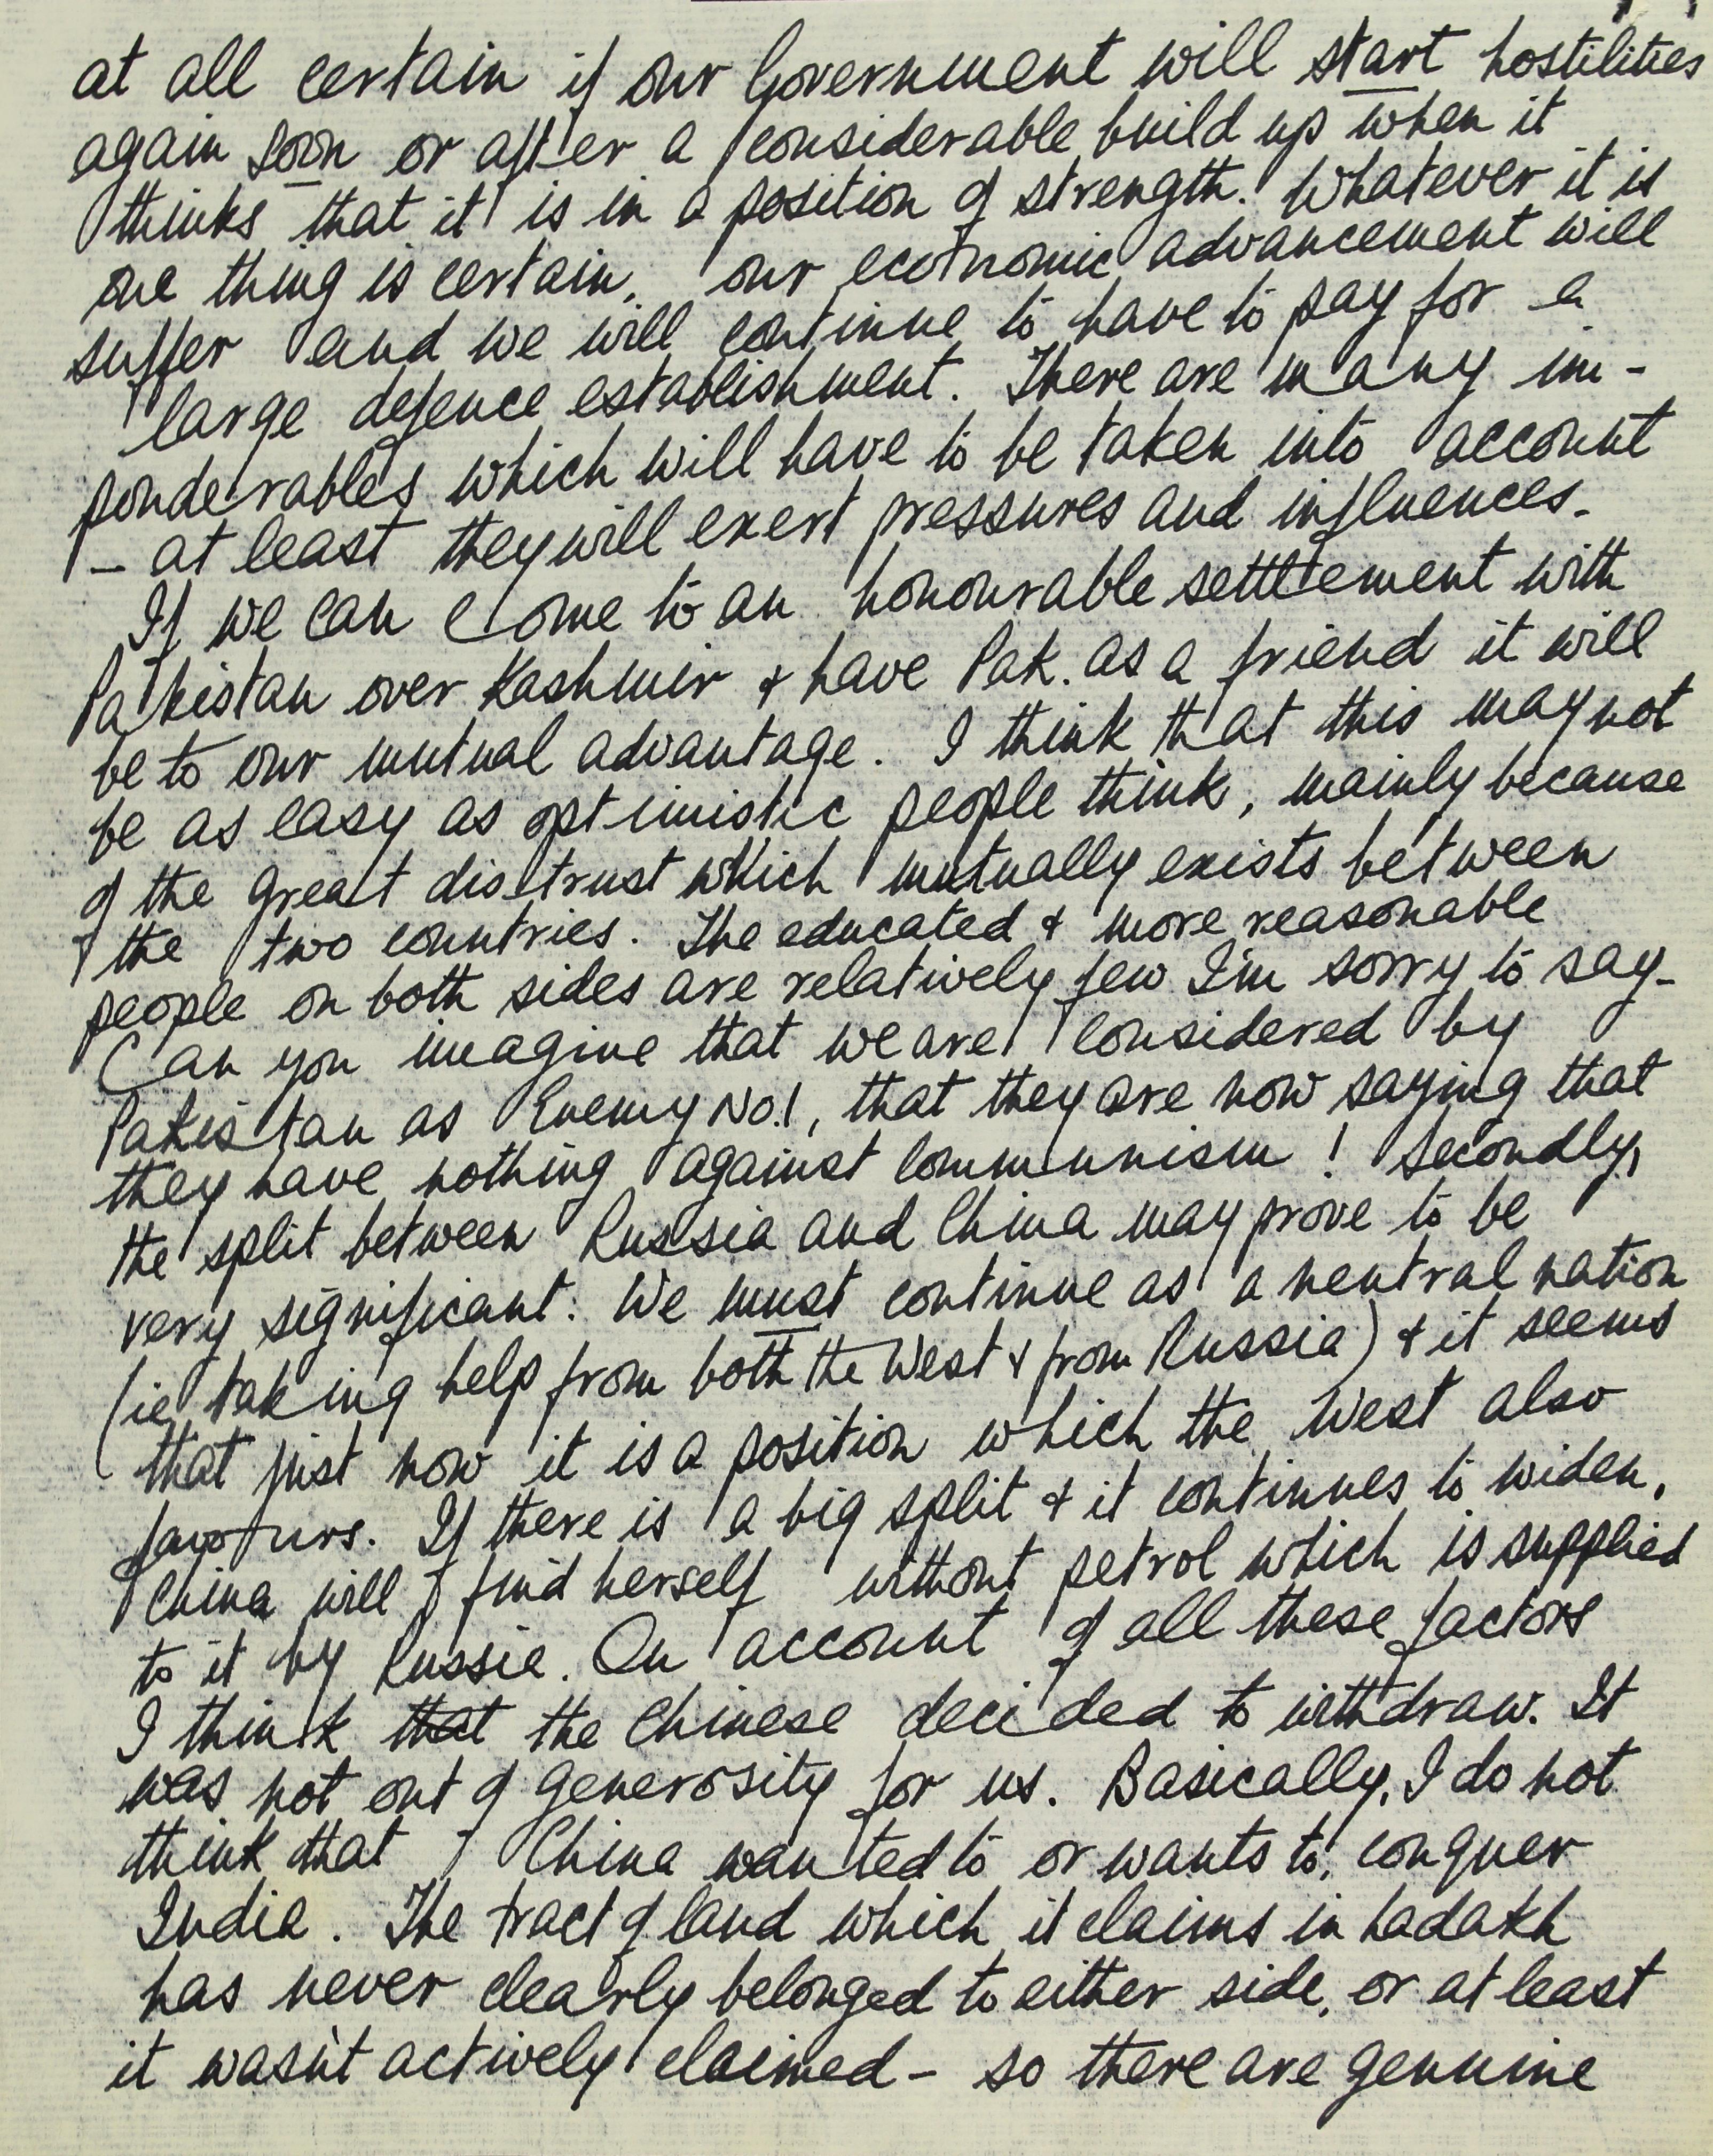 at all certain if our Government will start hostilities
again soon or after a considerable build up when it
thinks that it is in a position of strength. Whatever it is
one thing is certain, our economic advancement will
suffer and we will continue to have to pay for a
large defence establishment. There are many im-
ponderables which will have to be taken into account
- at least they will exert pressures and influences.
If we can come to an honourable settlement with
Pakistan over Kashmir & have Pak. as a friend it will
be to our mutual advantage. I think that this may not
be as easy as optimistic people think, mainly because
of the great distrust which mutually exists between
the two countries. The educated & more reasonable
people on both sides are relatively few I'm sorry to say-
Can you imagine that we are considered by
Pakistan as Enemy No.1, that they are now saying that
they have nothing against Communism! Secondly,
the split between Russia and China may prove to be
very significant. We must continue as a neutral nation
(ie taking help from both the West & from Russia) & it seems
that just now it is a position which the West also
favours. If there is a big split & it continues to widen,
China will find herself without petrol which is supplied
to it by Russia. On account of all these factors
I think that the Chinese decided to withdraw. It
was not out of generosity for us. Basically, I do not
think that China wanted to or wants to, conquer
India. The tract of land which it claims in Ladakh
has never clearly belonged to either side, or at least
it wasn't actively claimed - so there are genuine